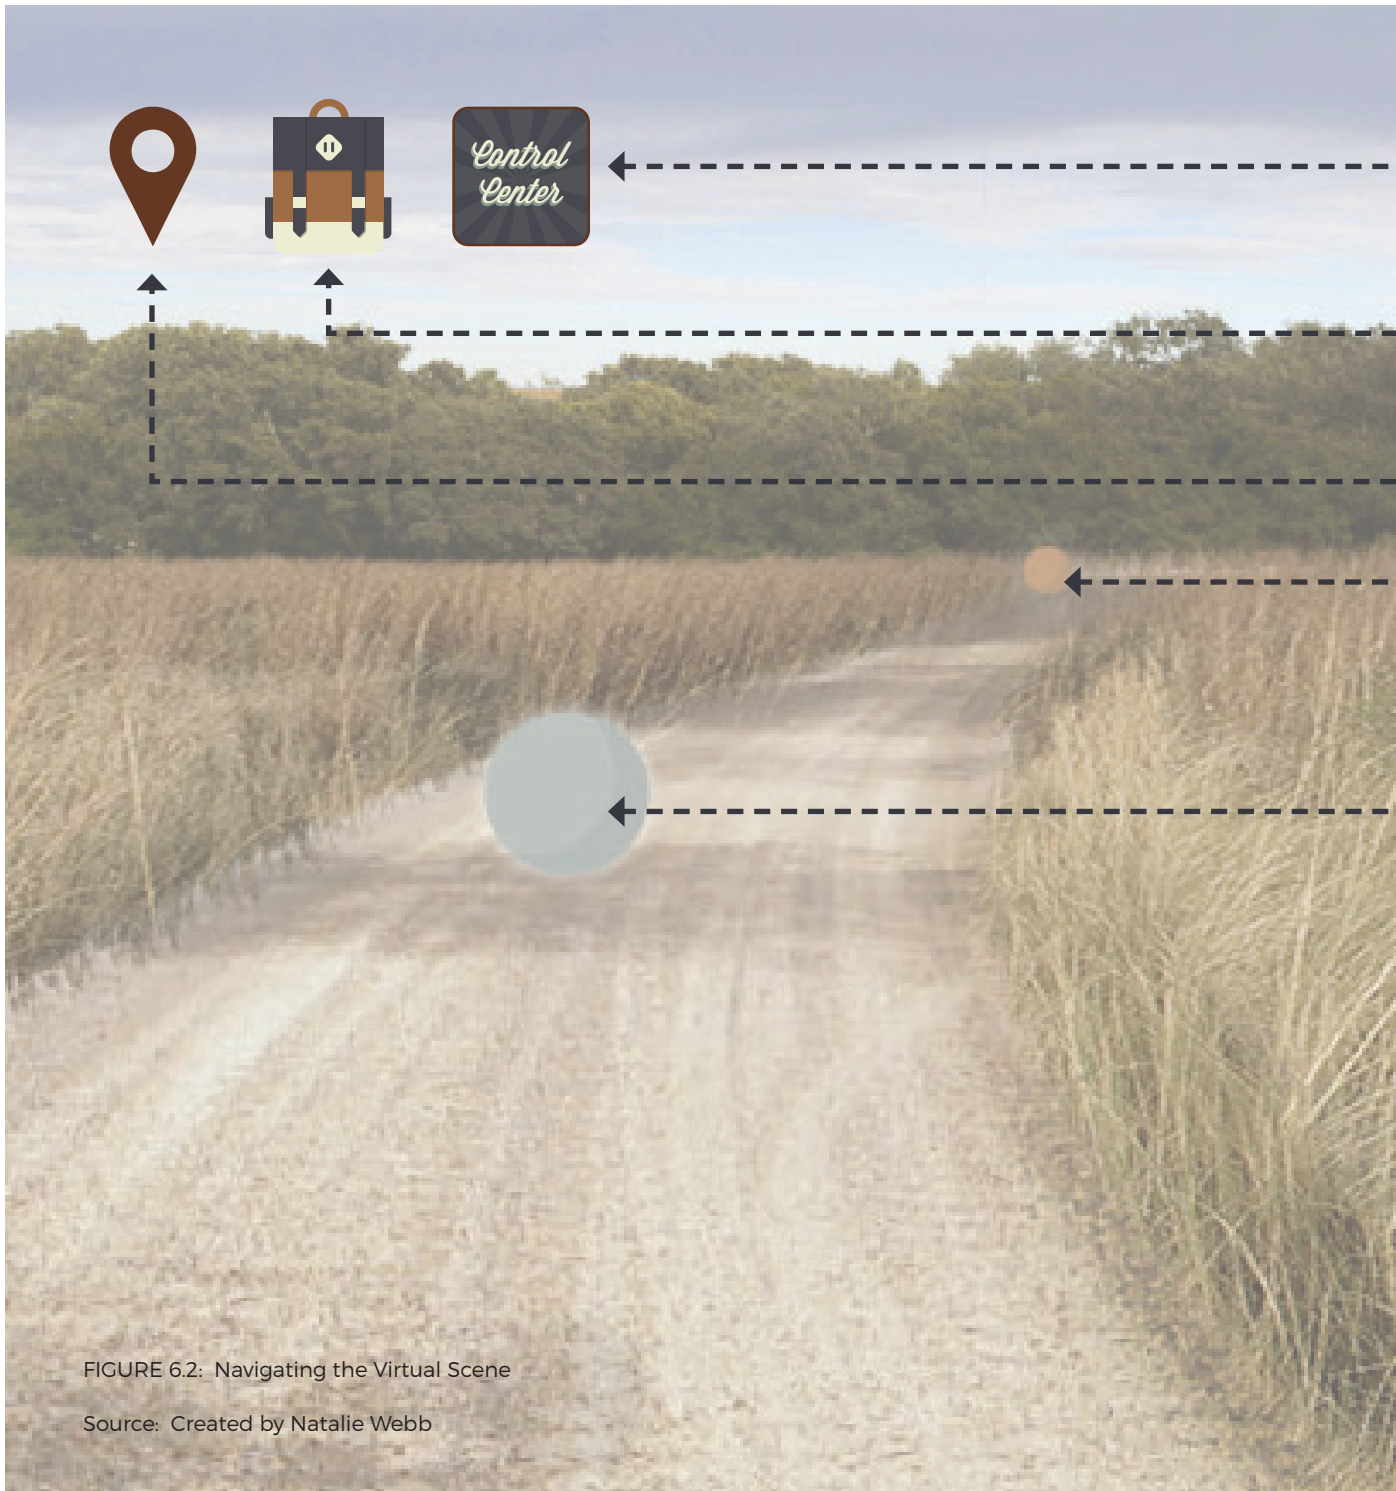 Control
Center
FIGURE 6.2: Navigating the Virtual Scene
Source: Created by Natalie Webb